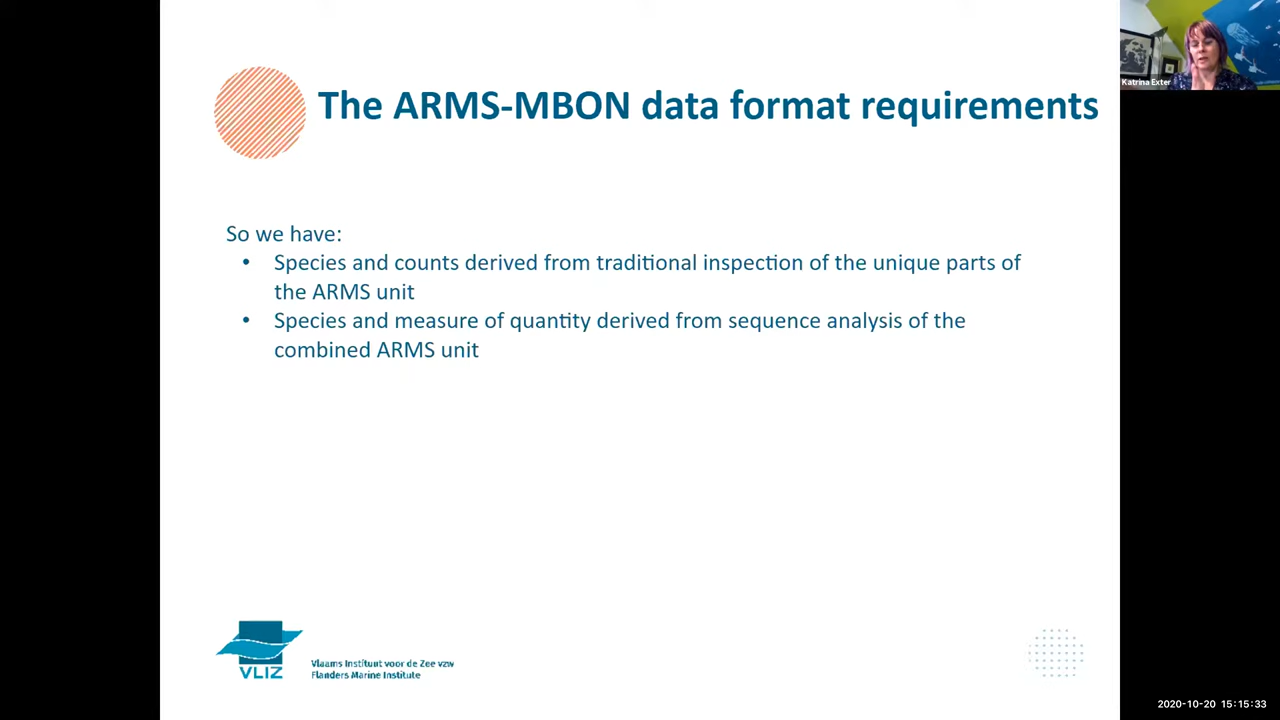 Katrina Exter
The ARMS-MBON data format requirements
So we have:
• Species and counts derived from traditional inspection of the unique parts of
the ARMS unit
• Species and measure of quantity derived from sequence analysis of the
combined ARMS unit
VLIZ
Vlaams Instituut voor de Zee vzw
Flanders Marine Institute
2020-10-20 15:15:33